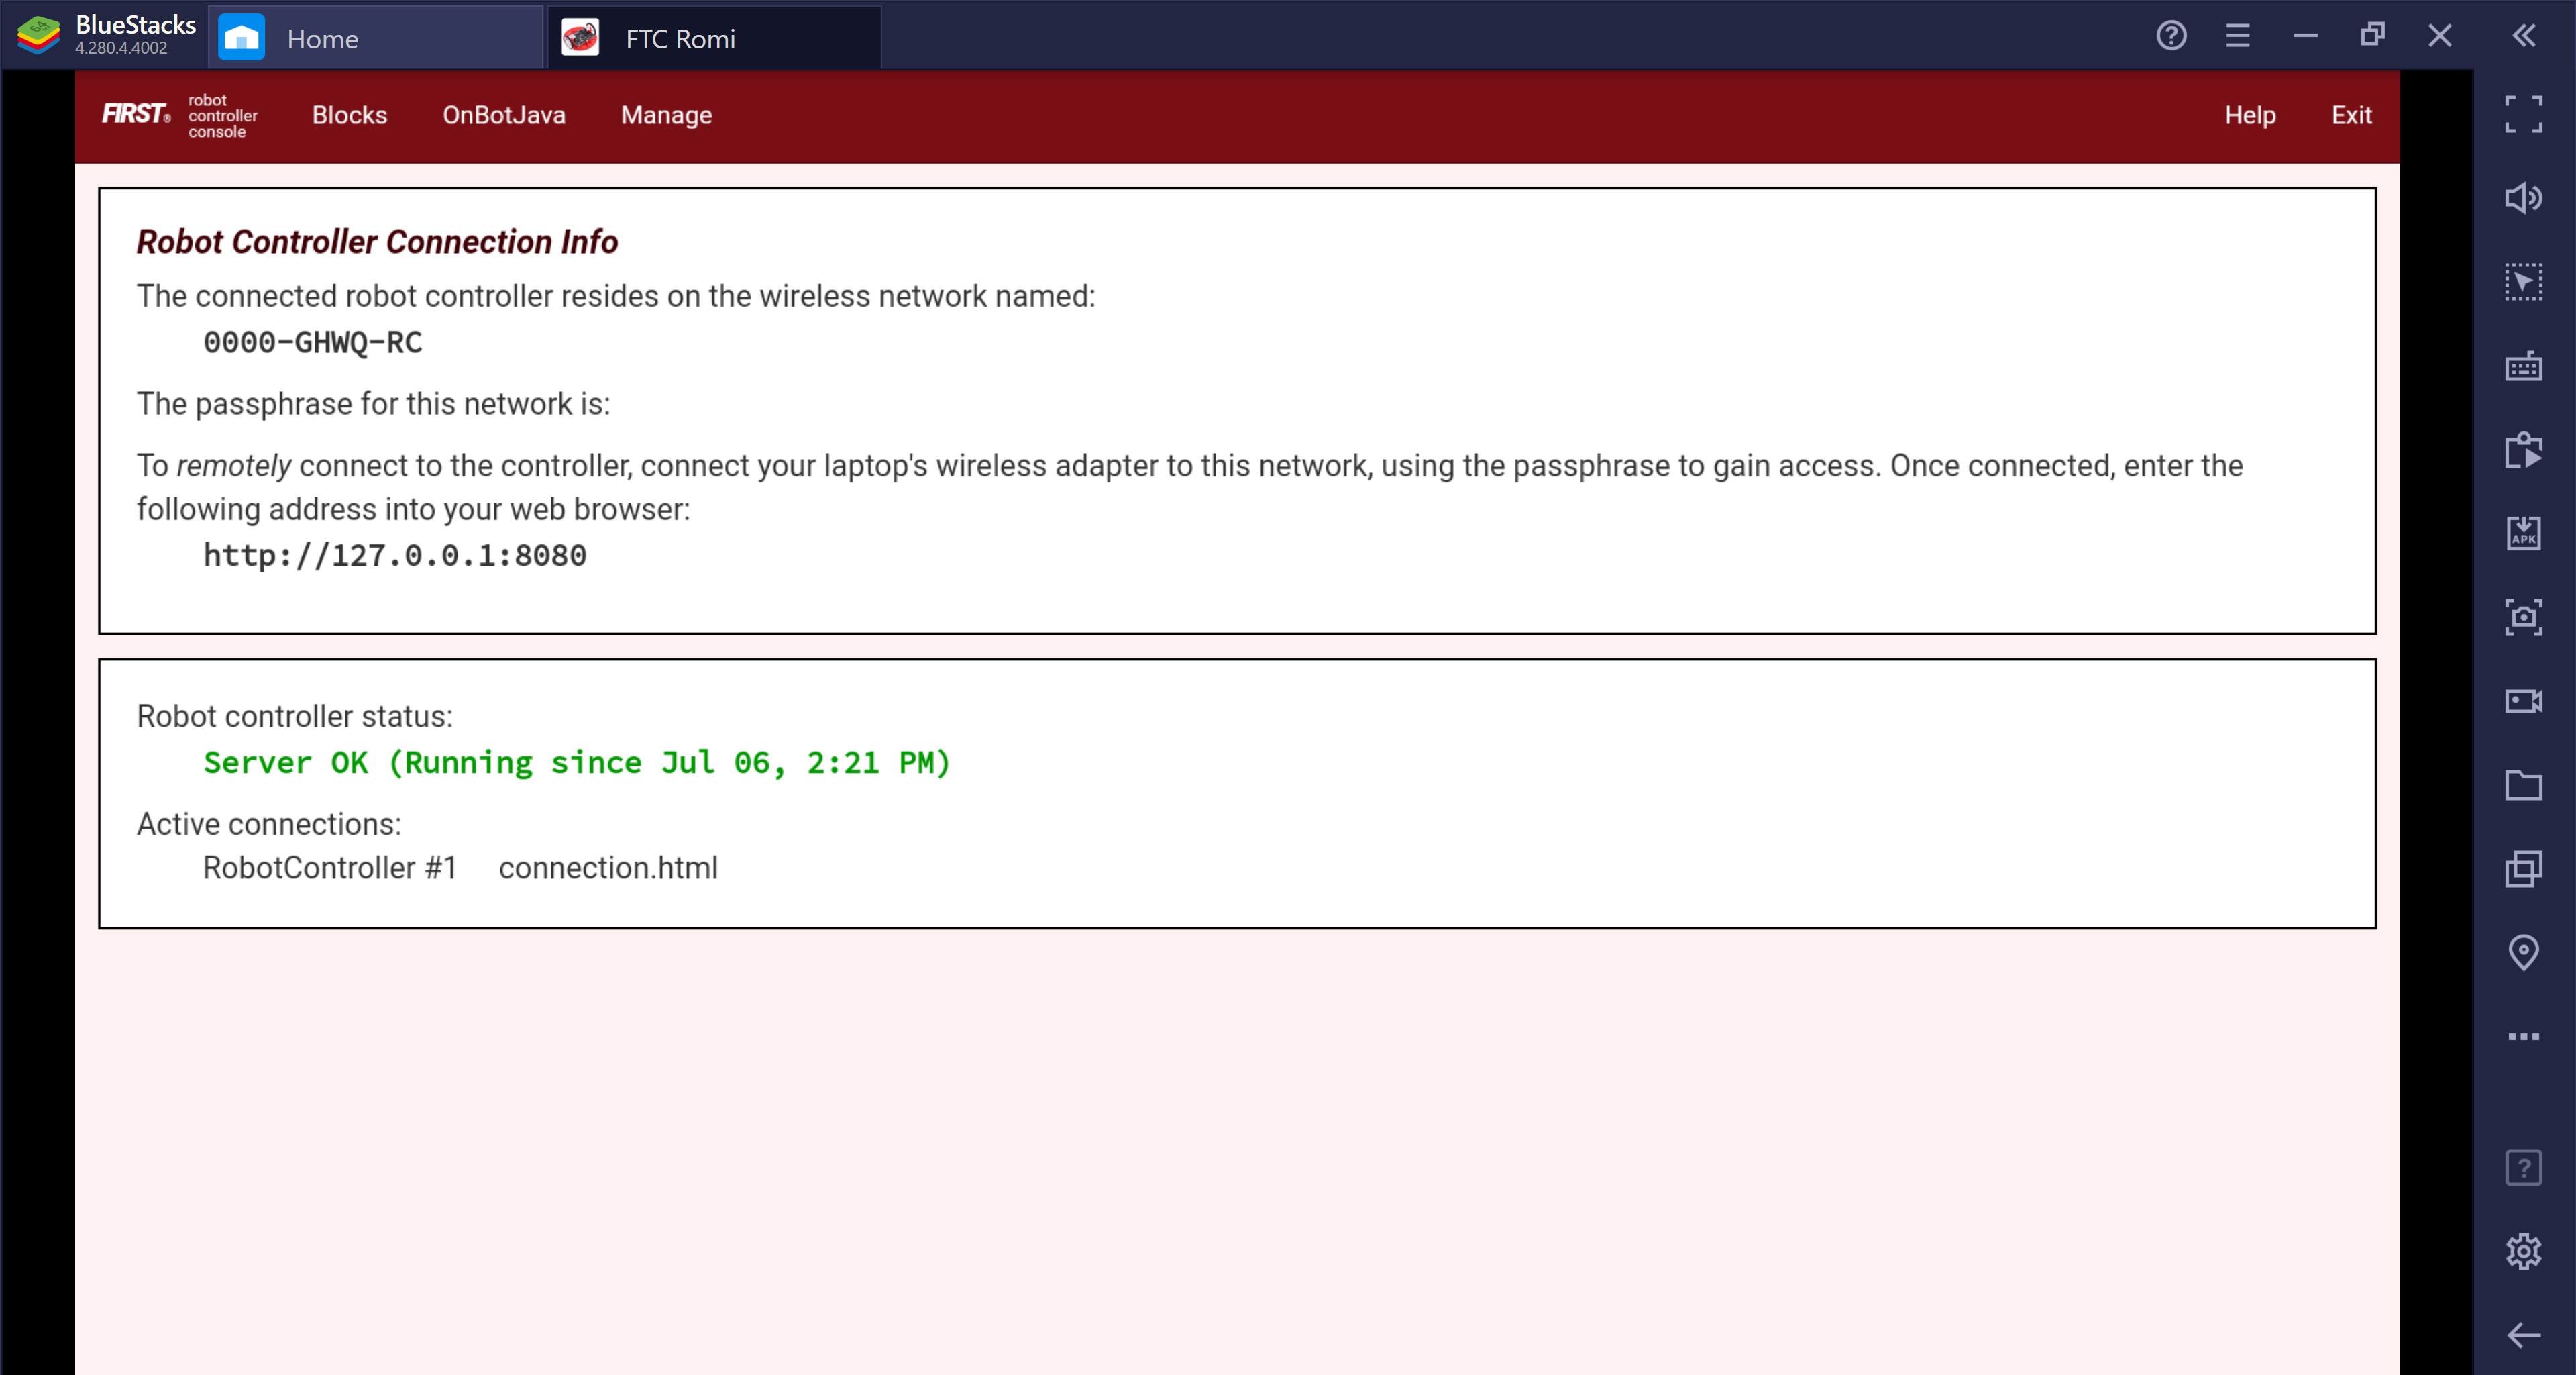 BlueStacks
4.280.4.4002
Home
FTC Romi
FIRST®
robot
controller
console
Blocks
OnBotJava
Manage
Help
Exit
Robot Controller Connection Info
The connected robot controller resides on the wireless network named:
0000-GHWQ-RC
The passphrase for this network is:
To remotely connect to the controller, connect your laptop's wireless adapter to this network, using the passphrase to gain access. Once connected, enter the
following address into your web browser:
http://127.0.0.1:8080
Robot controller status:
Server OK (Running since Jul 06, 2:21 PM)
Active connections:
RobotController #1 connection.html
APK